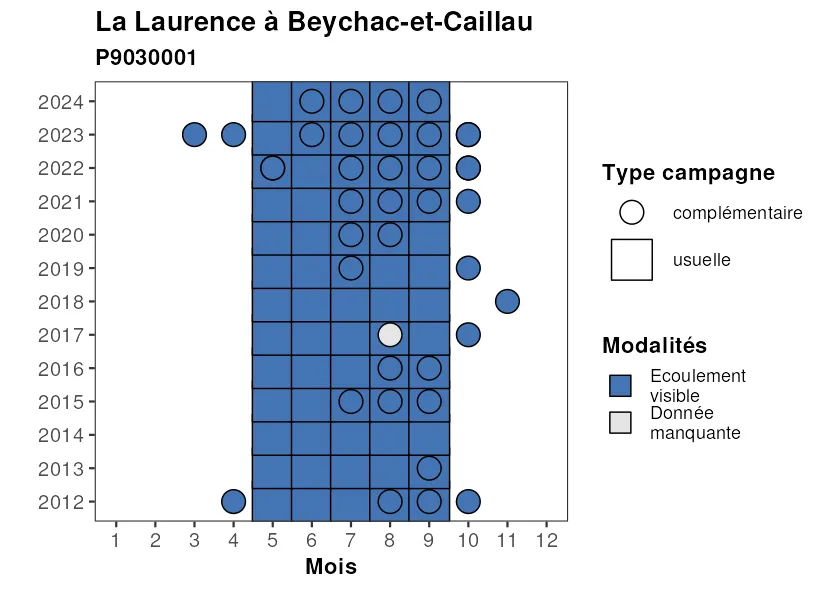 La Laurence à Beychac-et-Caillau
P9030001
2024
2023
2022
2021
2020
2019
2018
2017
2016
2015
2014
2013
2012
1 2 3 4 5 6 7 8 9 10 11 12
Mois
Type campagne
complémentaire
usuelle
Modalités
Ecoulement
visible
Donnée
manquante